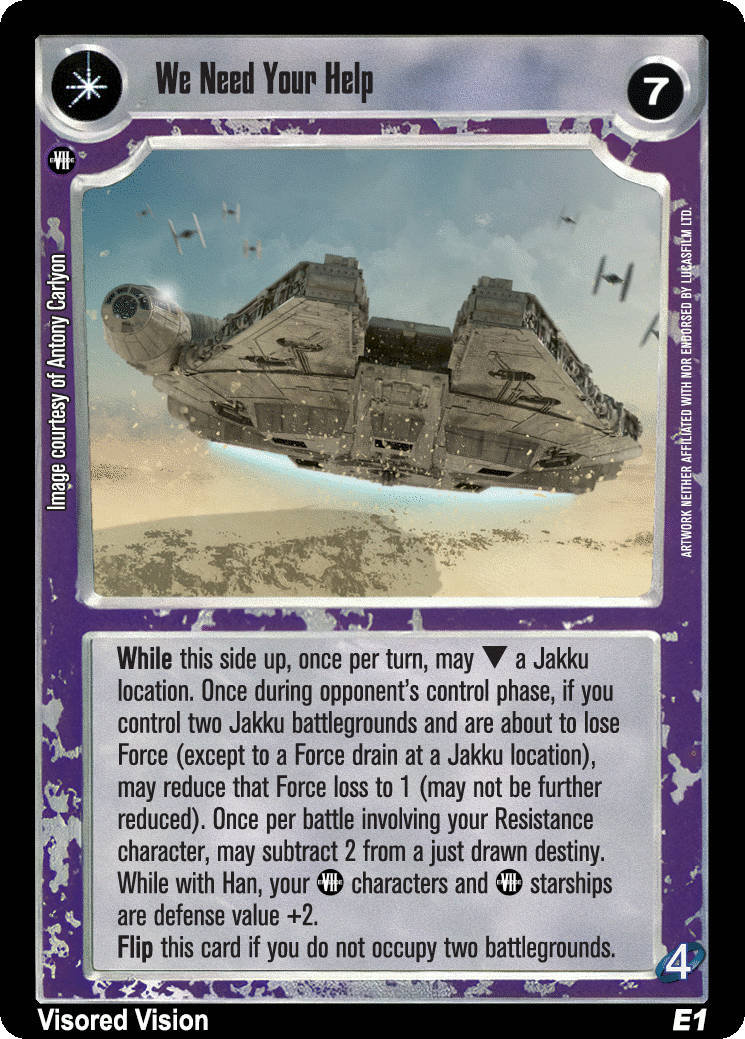 We Need Your Help
7
EPISODE
VII
Image courtesy of Antony Carlyon
ARTWORK NEITHER AFFILIATED WITH NOR ENDORSED BY LUCASFILM LTD.
While this side up, once per turn, may ▼ a Jakku
location. Once during opponent's control phase, if you
control two Jakku battlegrounds and are about to lose
Force (except to a Force drain at a Jakku location),
may reduce that Force loss to 1 (may not be further
reduced). Once per battle involving your Resistance
character, may subtract 2 from a just drawn destiny.
While with Han, your EPISODE VII characters and EPISODE VII starships
are defense value +2.
Flip this card if you do not occupy two battlegrounds.
4
Visored Vision
E1